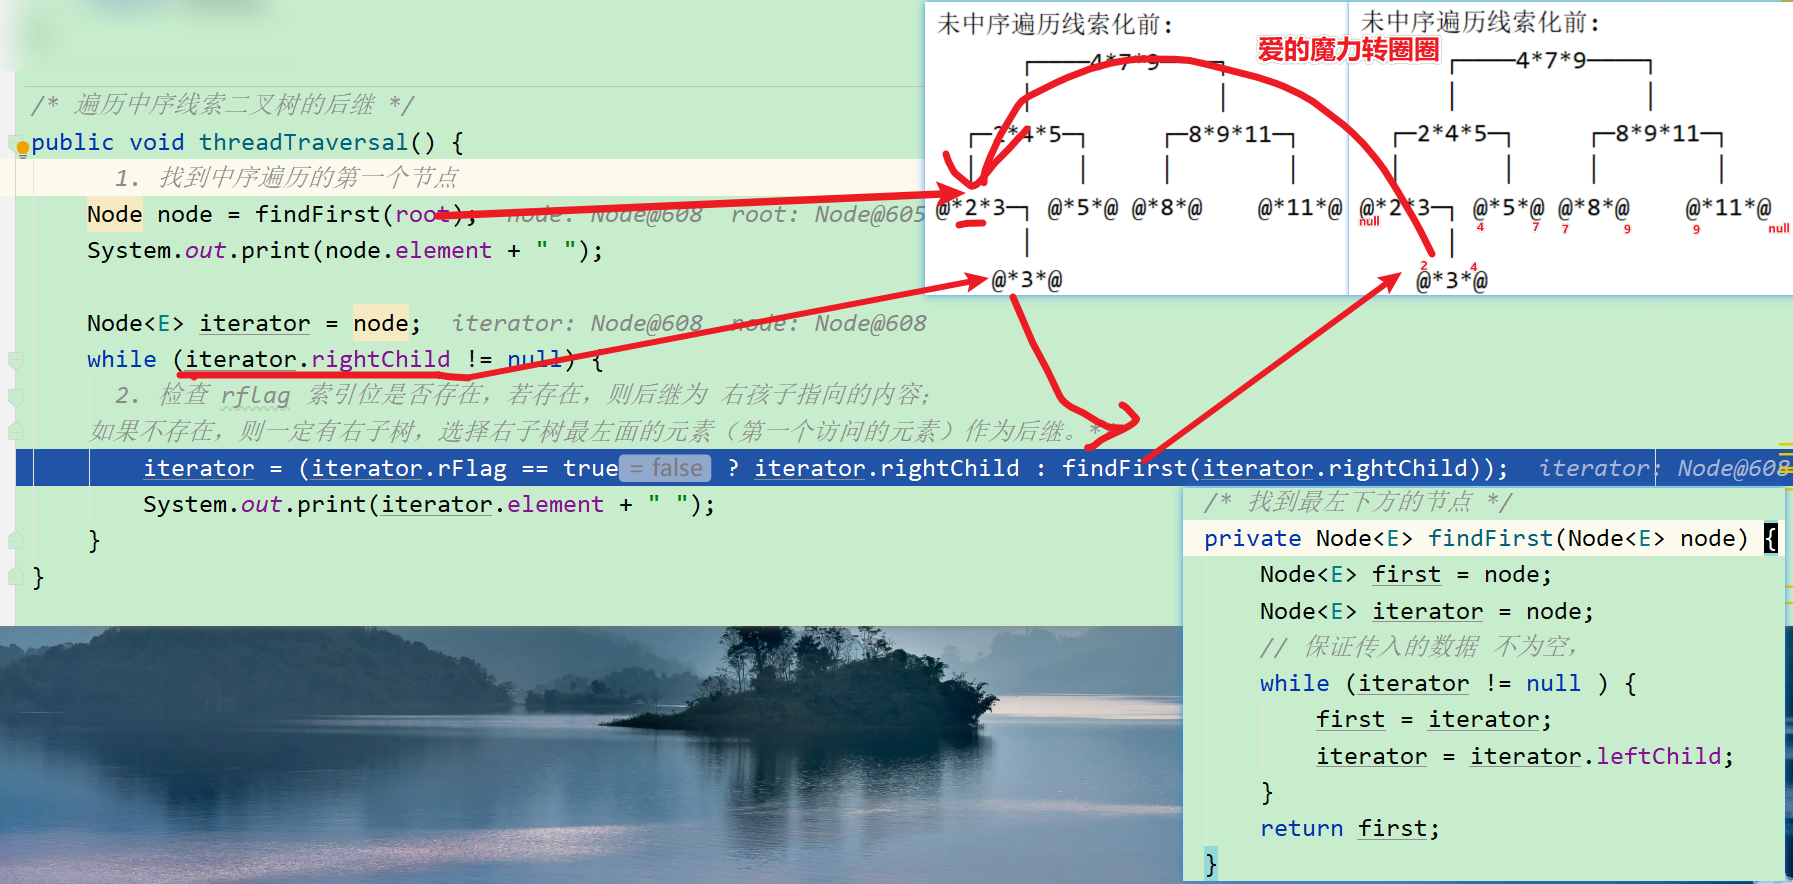 /* 遍历中序线索二叉树的后继 */
public void threadTraversal() {
1. 找到中序遍历的第一个节点
Node node = findFirst(root); node: Node@608 root: Node@605
System.out.print(node.element + " ");
Node<E> iterator = node; iterator: Node@608 node: Node@608
while (iterator.rightChild != null) {
2. 检查 rflag 索引位是否存在，若存在，则后继为 右孩子指向的内容；
如果不存在，则一定有右子树，选择右子树最左面的元素（第一个访问的元素）作为后继。*
iterator = (iterator.rFlag == true = false ? iterator.rightChild : findFirst(iterator.rightChild)); iterator: Node@608
System.out.print(iterator.element + " ");
}
}
未中序遍历线索化前：
4*7*9
2*4*5 8*9*11
@*2*3 @*5*@ @*8*@ @*11*@
@*3*@
爱的魔力转圈圈
未中序遍历线索化前：
4*7*9
2*4*5 8*9*11
@*2*3 @*5*@ @*8*@ @*11*@
null 4 7 7 9 9 null
2 4
@*3*@
/* 找到最左下方的节点 */
private Node<E> findFirst(Node<E> node) {
Node<E> first = node;
Node<E> iterator = node;
// 保证传入的数据 不为空，
while (iterator != null ) {
first = iterator;
iterator = iterator.leftChild;
}
return first;
}